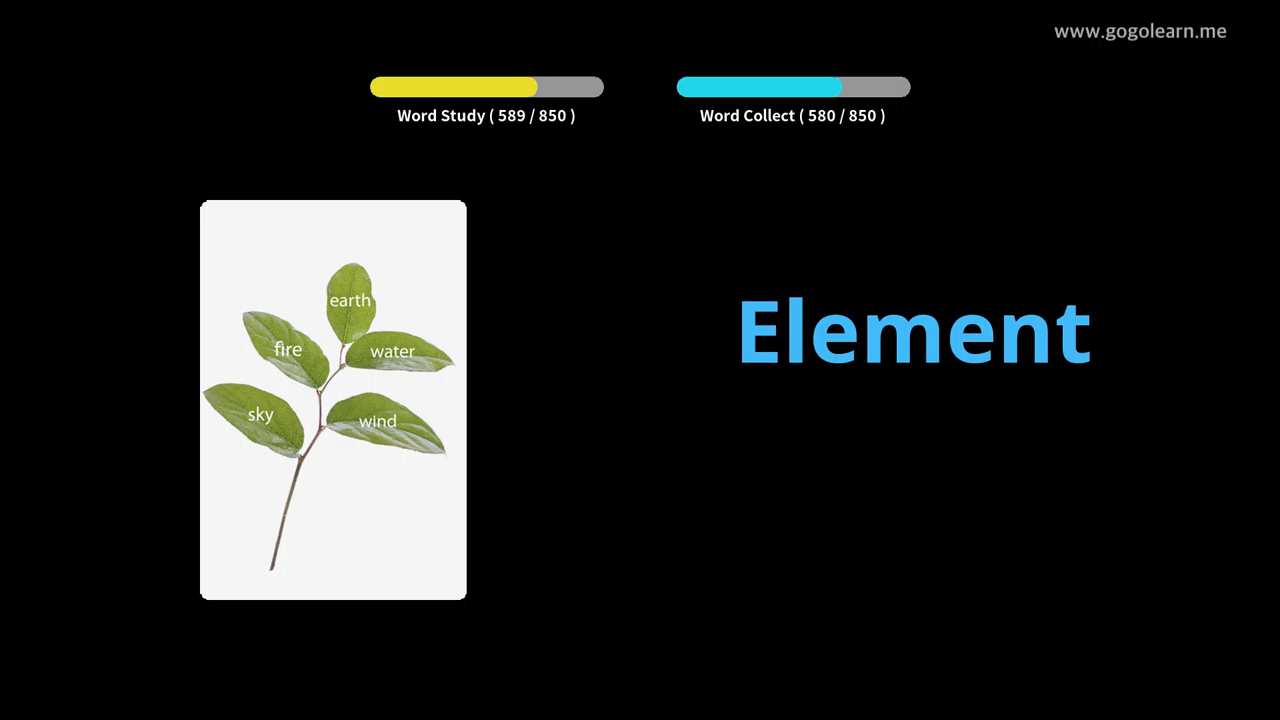 www.gogolearn.me
Word Study ( 589 / 850 )
Word Collect ( 580 / 850 )
earth
fire
water
sky
wind
Element